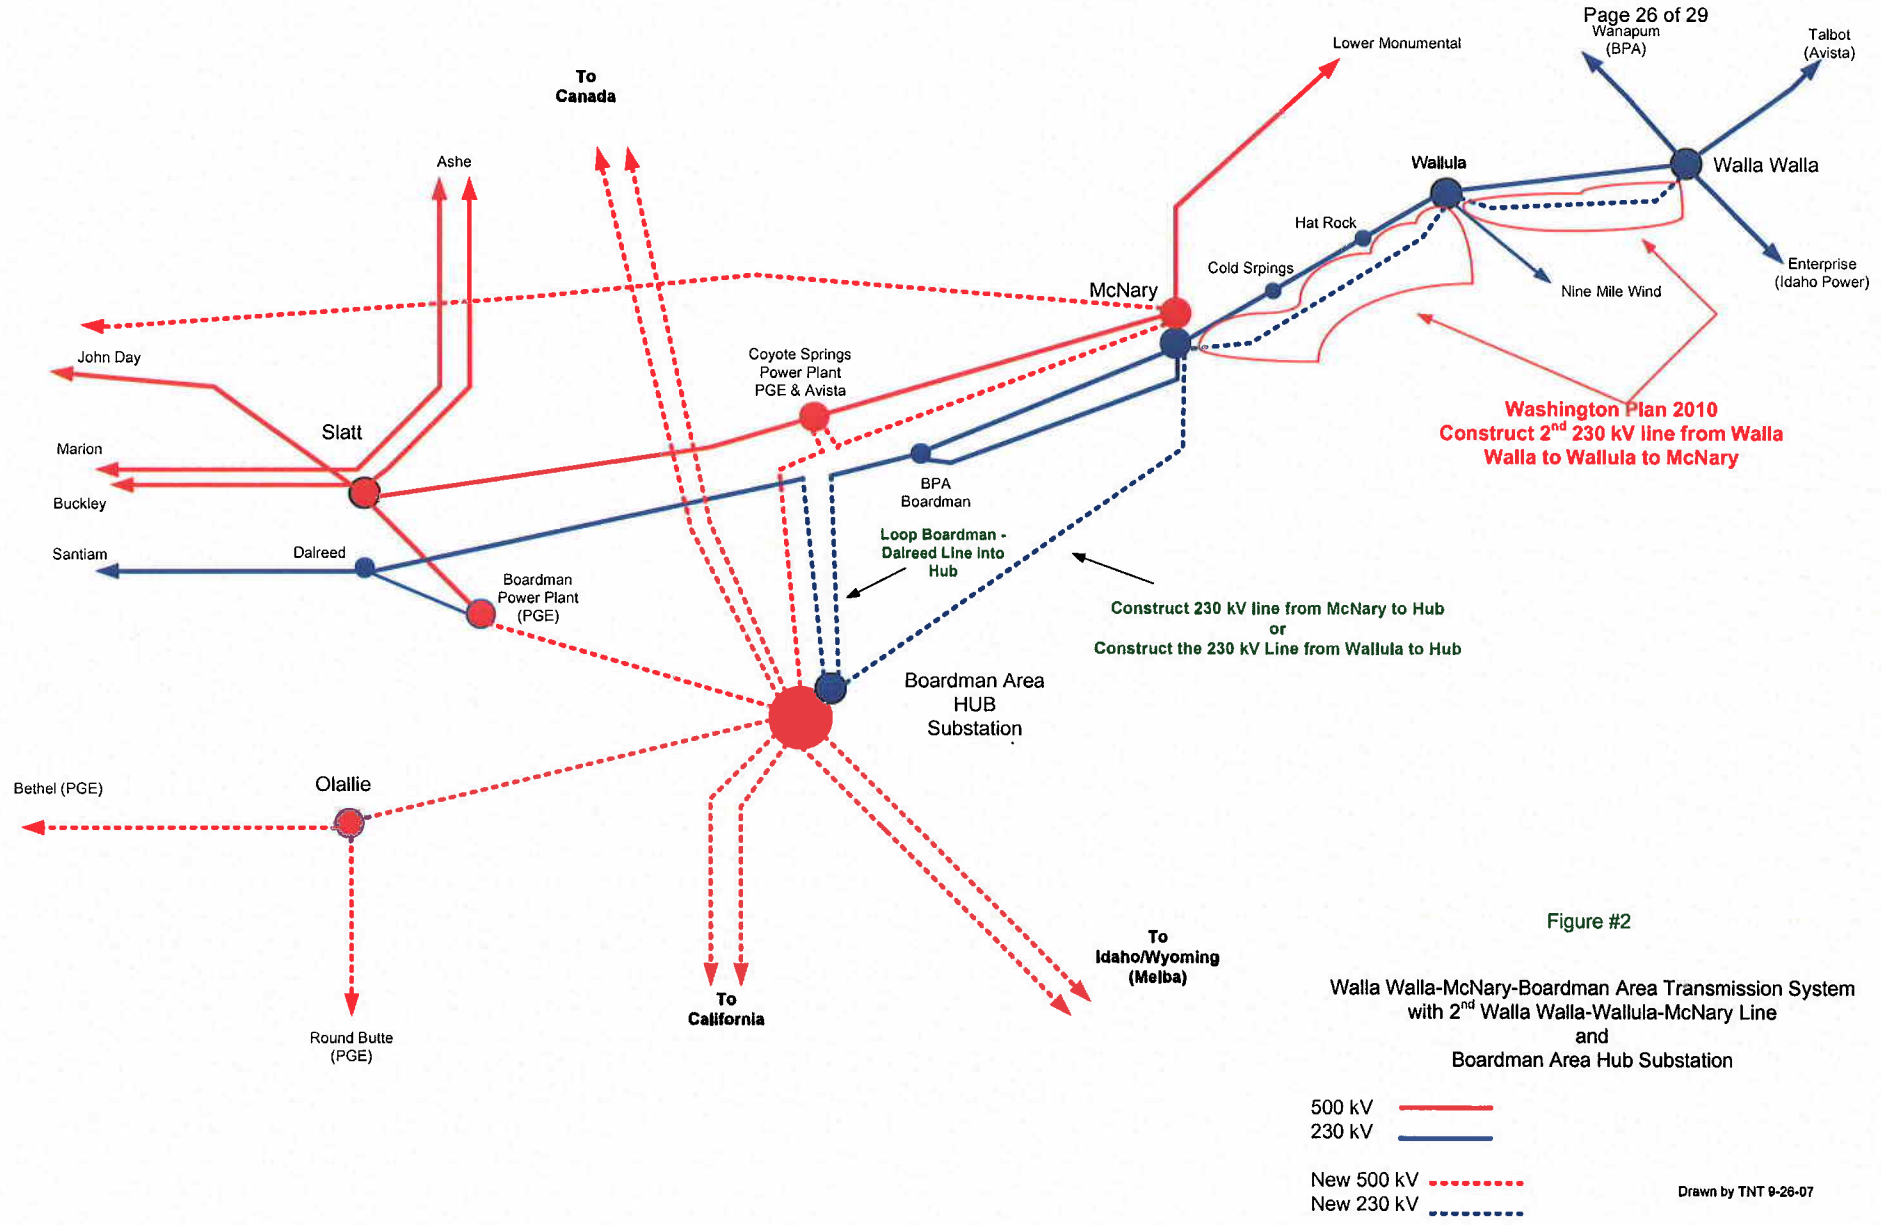 Page 26 of 29
Wanapum
(BPA)
Talbot
(Avista)
Lower Monumental
To
Canada
Ashe
Wallula
Walla Walla
Hat Rock
Cold Srpings
Enterprise
(Idaho Power)
Nine Mile Wind
McNary
John Day
Coyote Springs
Power Plant
PGE & Avista
Washington Plan 2010
Construct 2nd 230 kV line from Walla
Walla to Wallula to McNary
Slatt
Marion
Buckley
BPA
Boardman
Loop Boardman -
Dalreed Line into
Hub
Santiam
Dalreed
Boardman
Power Plant
(PGE)
Construct 230 kV line from McNary to Hub
or
Construct the 230 kV Line from Wallula to Hub
Boardman Area
HUB
Substation
Bethel (PGE)
Olallie
To
Idaho/Wyoming
(Melba)
To
California
Round Butte
(PGE)
Figure #2
Walla Walla-McNary-Boardman Area Transmission System
with 2nd Walla Walla-Wallula-McNary Line
and
Boardman Area Hub Substation
500 kV
230 kV
New 500 kV
New 230 kV
Drawn by TNT 9-26-07